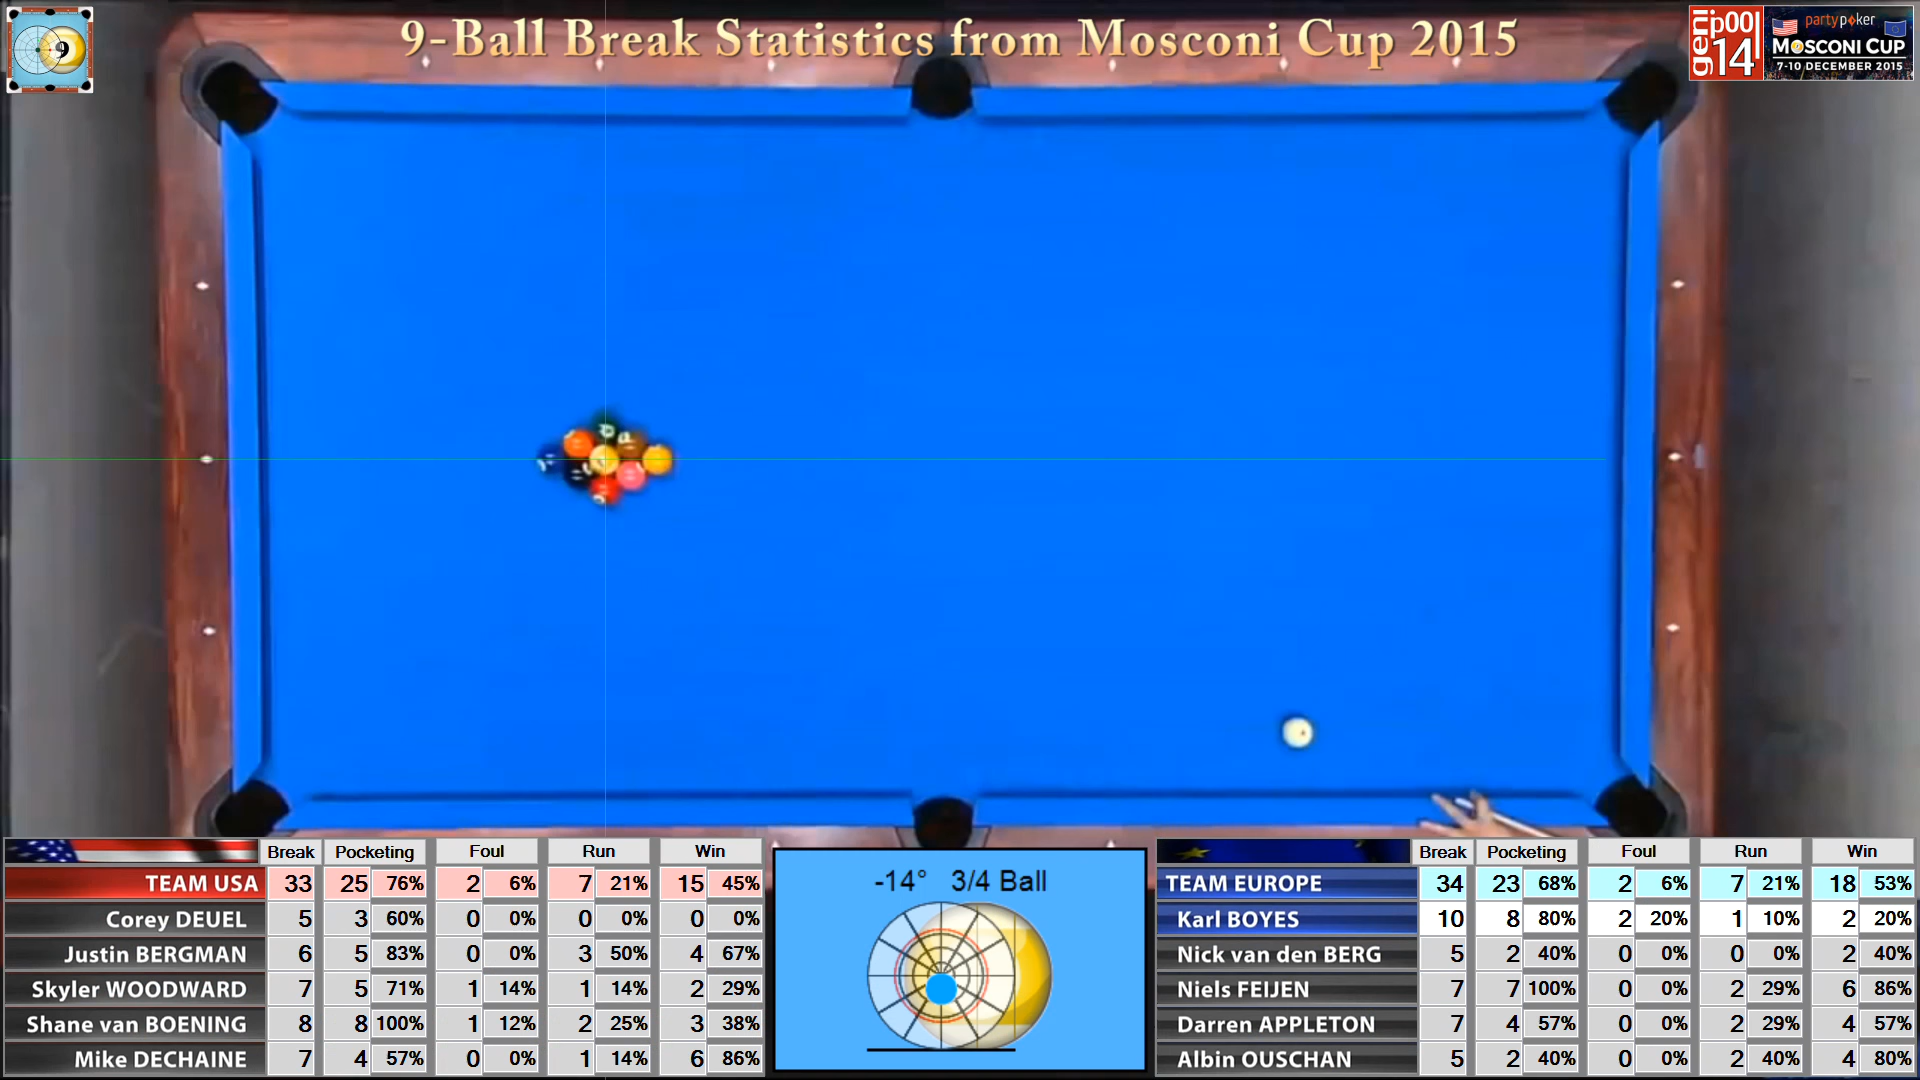 9-Ball Break Statistics from Mosconi Cup 2015
9
geni
p00
14
partypoker
MOSCONI CUP
7-10 DECEMBER 2015
Break Pocketing Foul Run Win
TEAM USA 33 25 76% 2 6% 7 21% 15 45%
Corey DEUEL 5 3 60% 0 0% 0 0% 0 0%
Justin BERGMAN 6 5 83% 0 0% 3 50% 4 67%
Skyler WOODWARD 7 5 71% 1 14% 1 14% 2 29%
Shane van BOENING 8 8 100% 1 12% 2 25% 3 38%
Mike DECHAINE 7 4 57% 0 0% 1 14% 6 86%
-14° 3/4 Ball
Break Pocketing Foul Run Win
TEAM EUROPE 34 23 68% 2 6% 7 21% 18 53%
Karl BOYES 10 8 80% 2 20% 1 10% 2 20%
Nick van den BERG 5 2 40% 0 0% 0 0% 2 40%
Niels FEIJEN 7 7 100% 0 0% 2 29% 6 86%
Darren APPLETON 7 4 57% 0 0% 2 29% 4 57%
Albin OUSCHAN 5 2 40% 0 0% 2 40% 4 80%